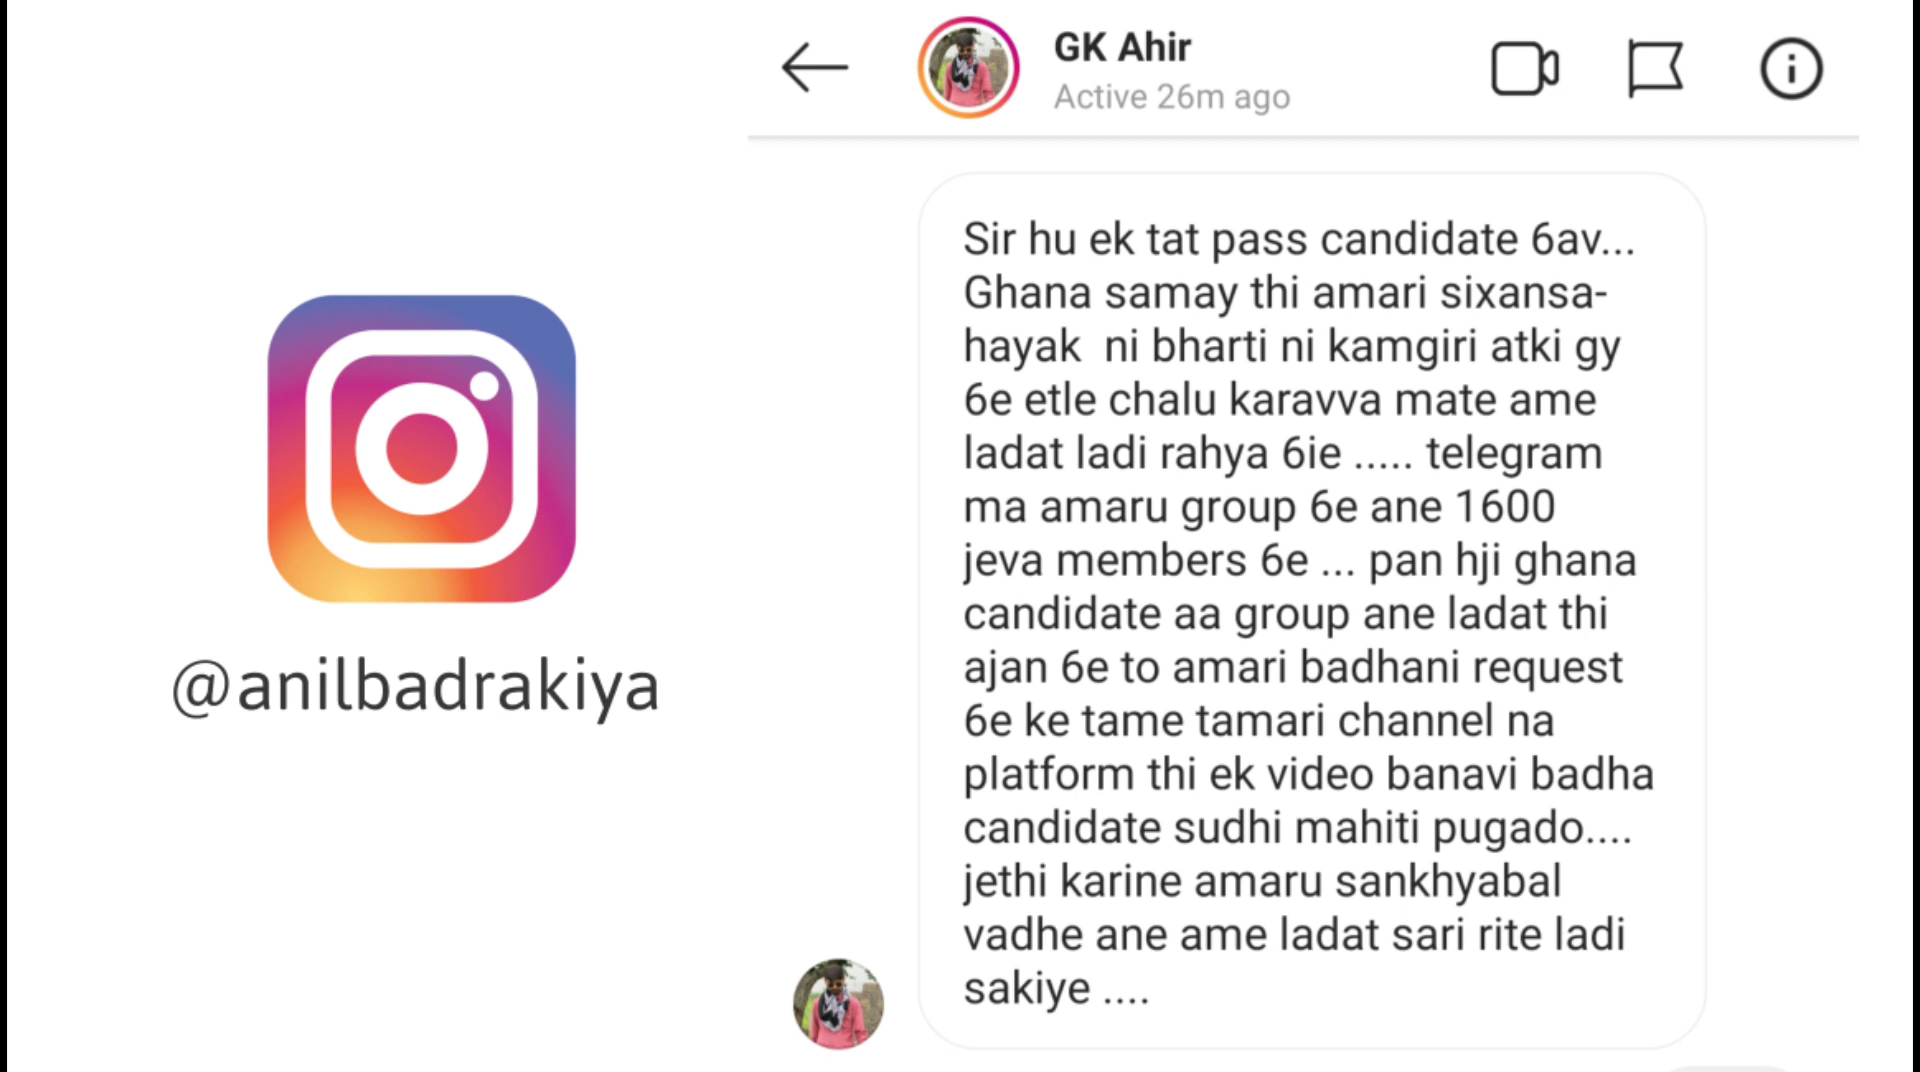 @anilbadrakiya
GK Ahir
Active 26m ago
Sir hu ek tat pass candidate 6av...
Ghana samay thi amari sixansa-
hayak  ni bharti ni kamgiri atki gy
6e etle chalu karavva mate ame
ladat ladi rahya 6ie ..... telegram
ma amaru group 6e ane 1600
jeva members 6e ... pan hji ghana
candidate aa group ane ladat thi
ajan 6e to amari badhani request
6e ke tame tamari channel na
platform thi ek video banavi badha
candidate sudhi mahiti pugado....
jethi karine amaru sankhyabal
vadhe ane ame ladat sari rite ladi
sakiye ....